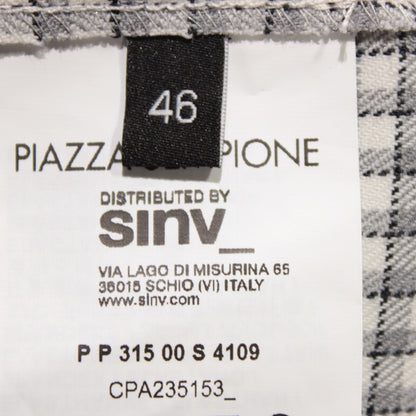 46
PIAZZA PIONE
DISTRIBUTED BY
sinv_
VIA LAGO DI MISURINA 65
36015 SCHIO (VI) ITALY
www.sinv.com
P P 315 00 S 4109
CPA235153_